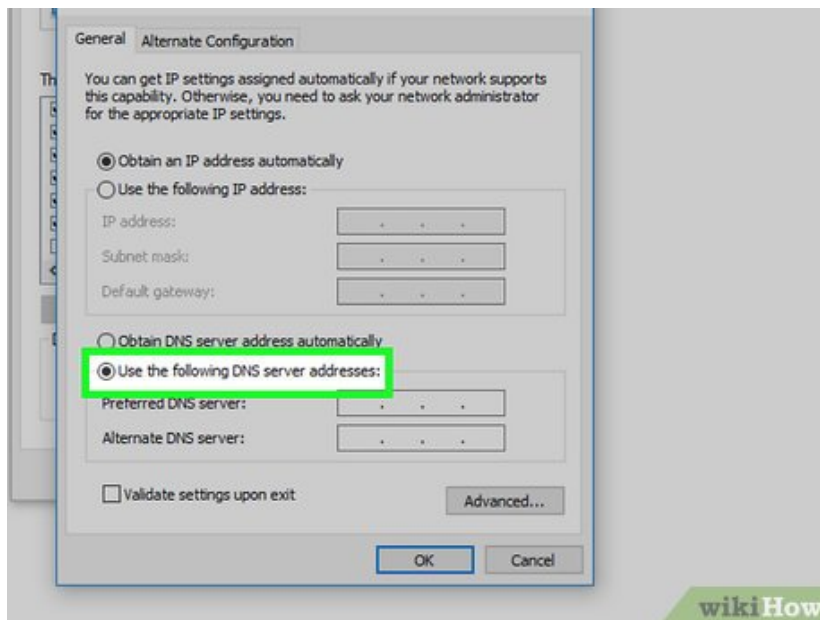 General Alternate Configuration
Th
You can get IP settings assigned automatically if your network supports
this capability. Otherwise, you need to ask your network administrator
for the appropriate IP settings.
Obtain an IP address automatically
Use the following IP address:
IP address:
Subnet mask:
Default gateway:
Obtain DNS server address automatically
Use the following DNS server addresses:
Preferred DNS server:
Alternate DNS server:
Validate settings upon exit
Advanced...
OK Cancel
wikiHow